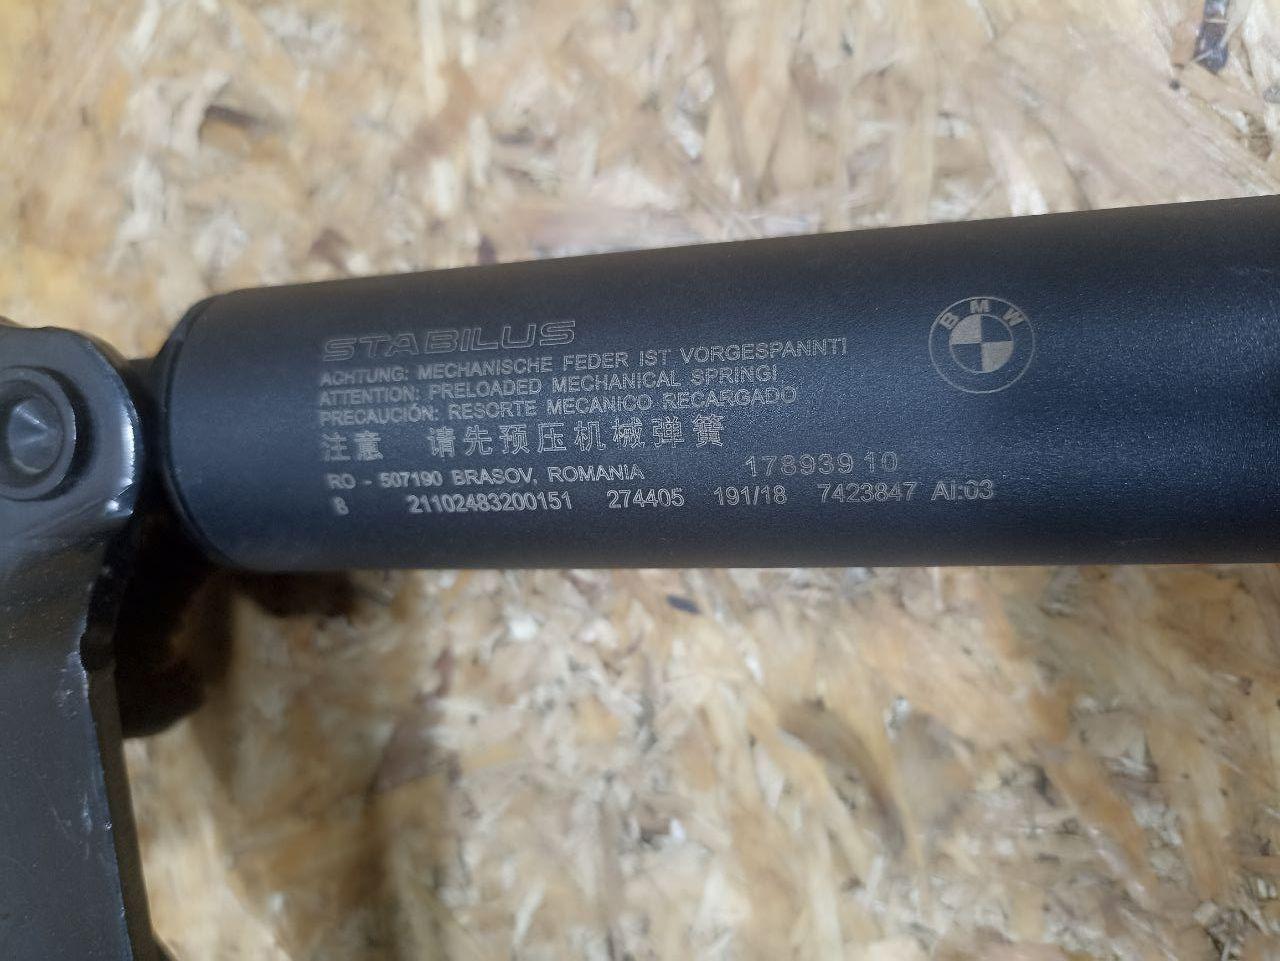 STABILUS
ACHTUNG: MECHANISCHE FEDER IST VORGESPANNT!
ATTENTION: PRELOADED MECHANICAL SPRING!
PRECAUCIÓN: RESORTE MECANICO RECARGADO
注意 请先预压机械弹簧
RO - 507190 BRASOV, ROMANIA 178939 10
8 21102483200151 274405 191/18 7423847 AI:03
BMW